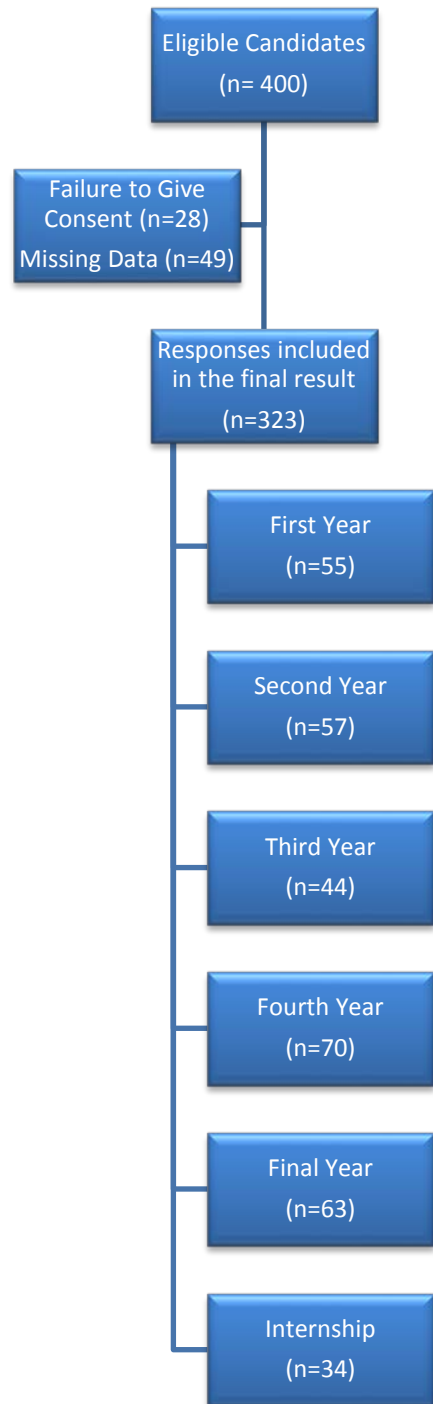 Eligible Candidates
(n= 400)
Failure to Give
Consent (n=28)
Missing Data (n=49)
Responses included
in the final result
(n=323)
First Year
(n=55)
Second Year
(n=57)
Third Year
(n=44)
Fourth Year
(n=70)
Final Year
(n=63)
Internship
(n=34)